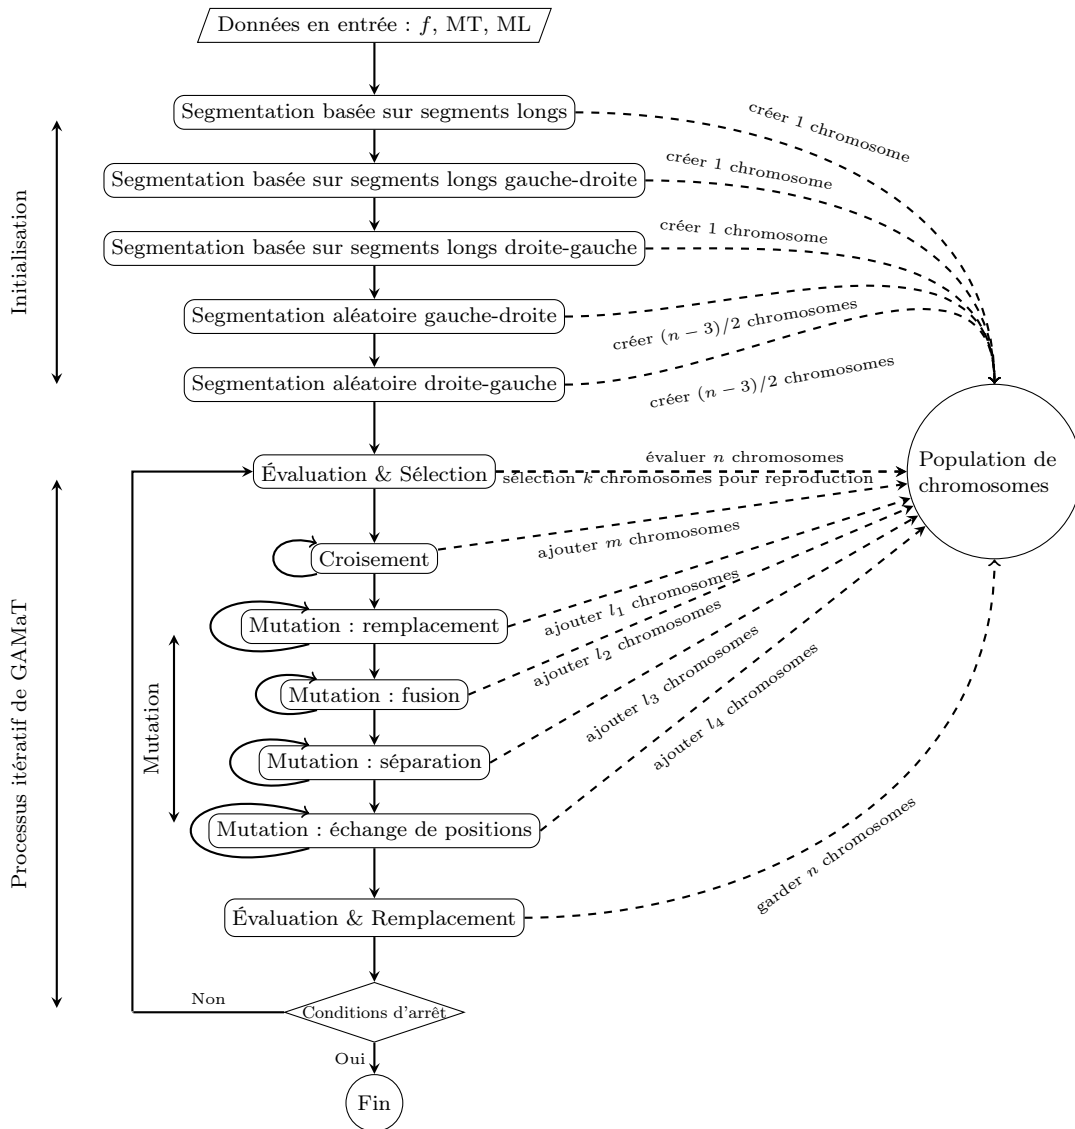 Données en entrée : f, MT, ML
Segmentation basée sur segments longs
créer 1 chromosome
Segmentation basée sur segments longs gauche-droite
créer 1 chromosome
Segmentation basée sur segments longs droite-gauche
créer 1 chromosome
Initialisation
Segmentation aléatoire gauche-droite
créer (n − 3)/2 chromosomes
Segmentation aléatoire droite-gauche
créer (n − 3)/2 chromosomes
Évaluation & Sélection
évaluer n chromosomes
sélection k chromosomes pour reproduction
Population de
chromosomes
Croisement
ajouter m chromosomes
Mutation : remplacement
ajouter l₁ chromosomes
Mutation : fusion
ajouter l₂ chromosomes
Mutation : séparation
ajouter l₃ chromosomes
Mutation : échange de positions
ajouter l₄ chromosomes
Mutation
Processus itératif de GAMaT
Évaluation & Remplacement
garder n chromosomes
Conditions d'arrêt
Non
Oui
Fin